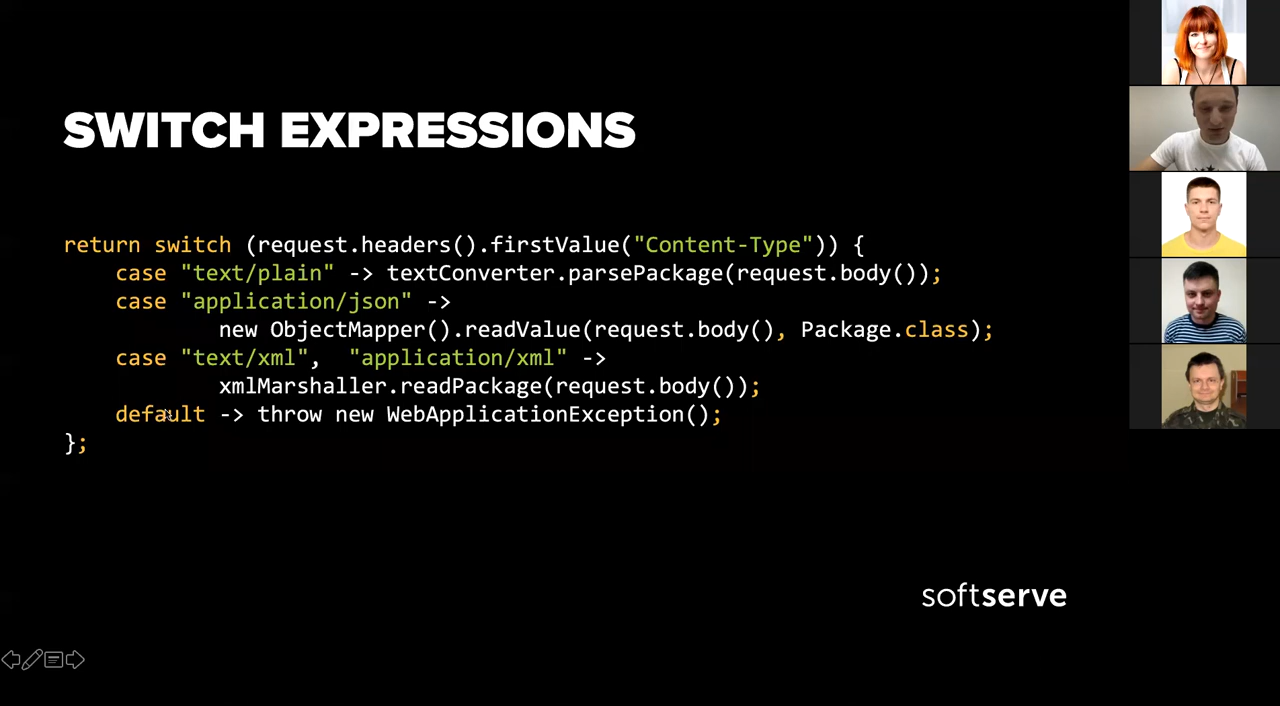 SWITCH EXPRESSIONS
return switch (request.headers().firstValue("Content-Type")) {
    case "text/plain" -> textConverter.parsePackage(request.body());
    case "application/json" ->
            new ObjectMapper().readValue(request.body(), Package.class);
    case "text/xml",  "application/xml" ->
            xmlMarshaller.readPackage(request.body());
    default -> throw new WebApplicationException();
};
softserve